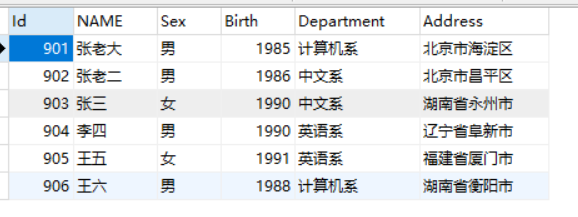 Id NAME Sex Birth Department Address
901 张老大 男 1985 计算机系 北京市海淀区
902 张老二 男 1986 中文系 北京市昌平区
903 张三 女 1990 中文系 湖南省永州市
904 李四 男 1990 英语系 辽宁省阜新市
905 王五 女 1991 英语系 福建省厦门市
906 王六 男 1988 计算机系 湖南省衡阳市